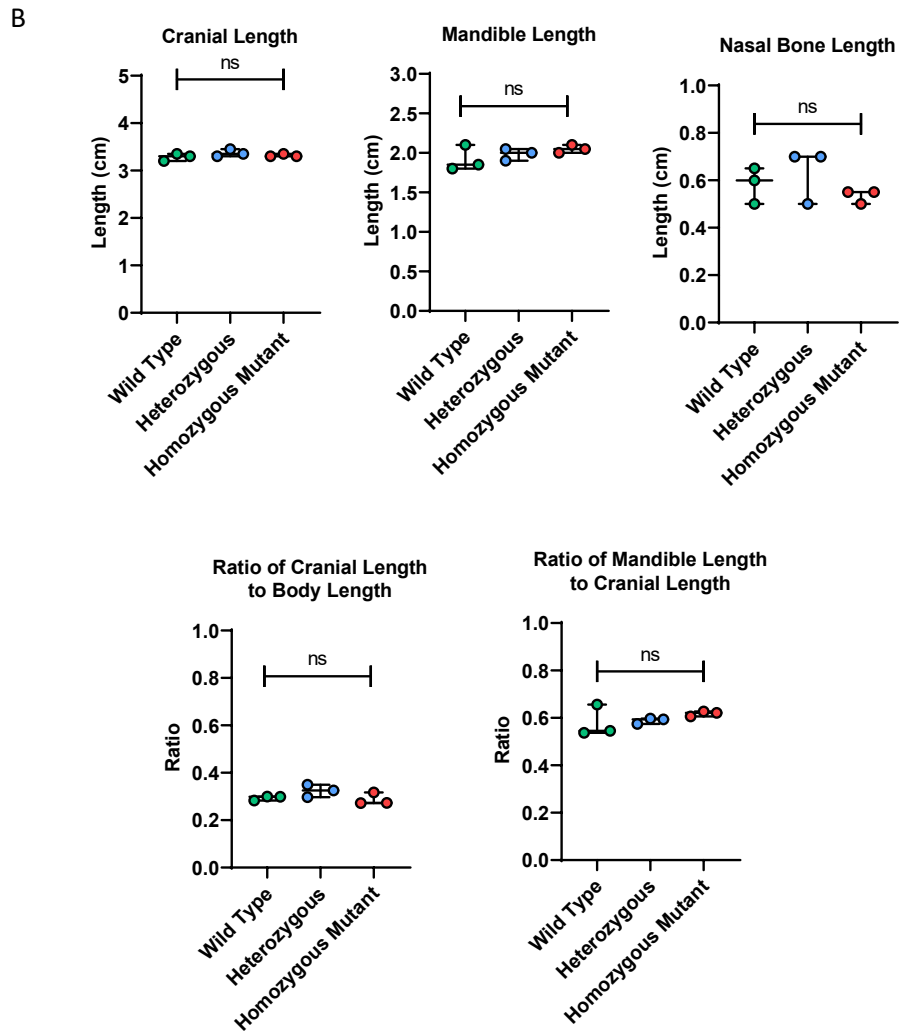 B
Cranial Length
ns
5
4
3
2
1
0
Length (cm)
Wild Type
Heterozygous
Homozygous Mutant
Mandible Length
ns
3.0
2.5
2.0
1.5
1.0
0.5
0.0
Length (cm)
Wild Type
Heterozygous
Homozygous Mutant
Nasal Bone Length
ns
1.0
0.8
0.6
0.4
0.2
0.0
Length (cm)
Wild Type
Heterozygous
Homozygous Mutant
Ratio of Cranial Length
to Body Length
ns
1.0
0.8
0.6
0.4
0.2
0.0
Ratio
Wild Type
Heterozygous
Homozygous Mutant
Ratio of Mandible Length
to Cranial Length
ns
1.0
0.8
0.6
0.4
0.2
0.0
Ratio
Wild Type
Heterozygous
Homozygous Mutant